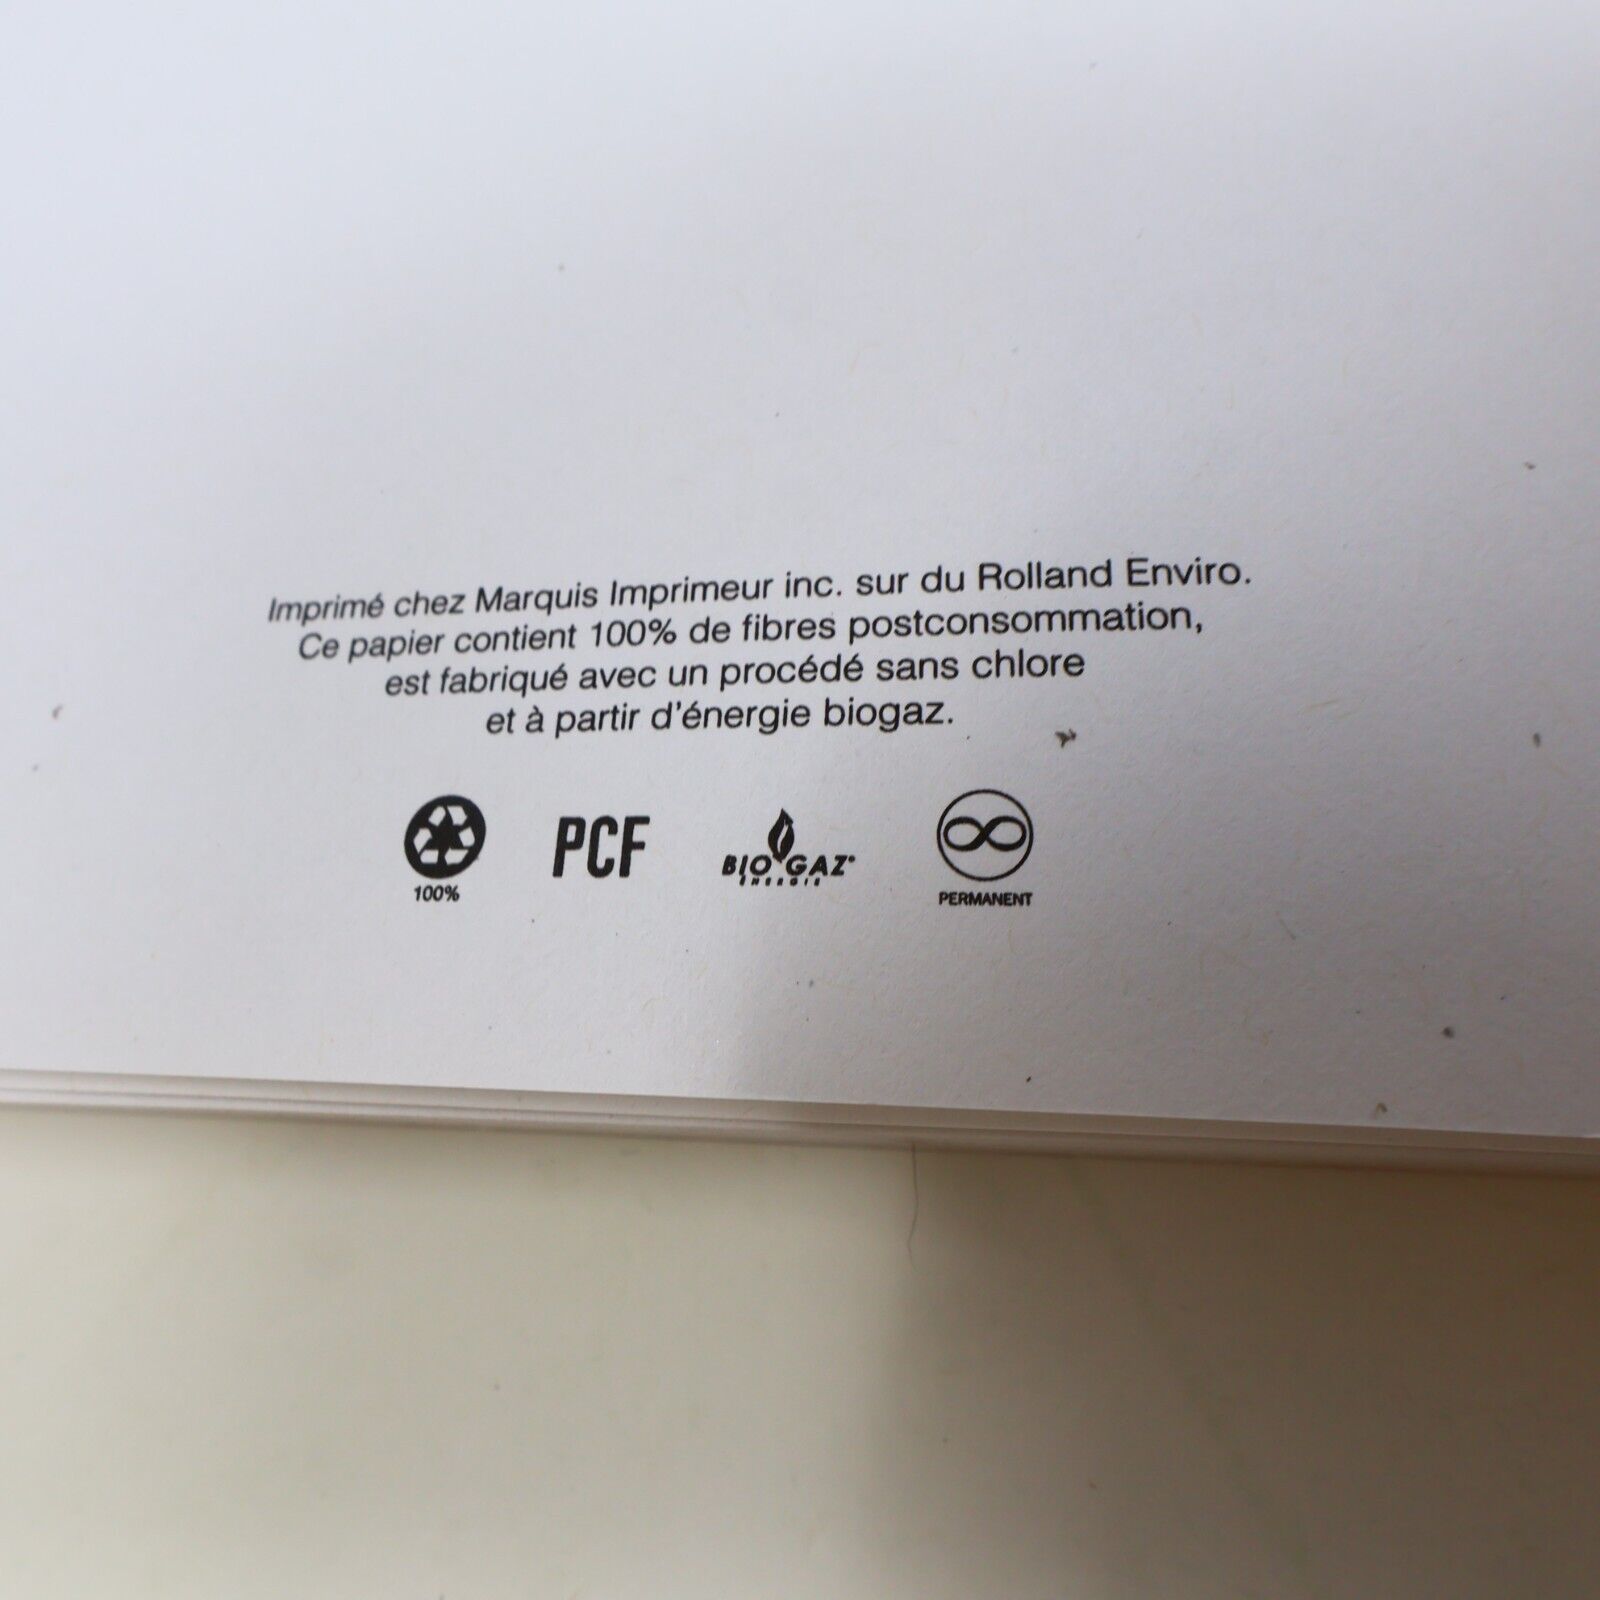 Imprimé chez Marquis Imprimeur inc. sur du Rolland Enviro.
Ce papier contient 100% de fibres postconsommation,
est fabriqué avec un procédé sans chlore
et à partir d'énergie biogaz.
100%
PCF
BIO GAZ
ÉNERGIE
PERMANENT